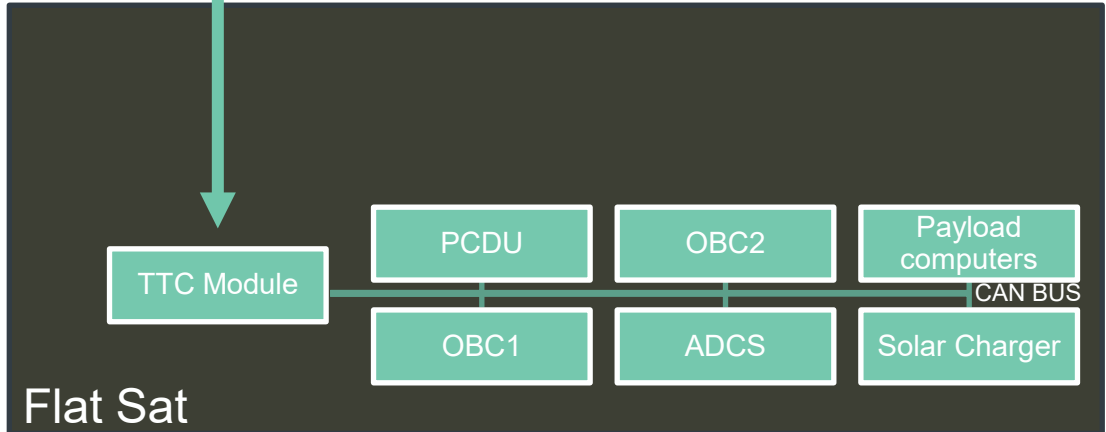 PCDU
OBC2
Payload
computers
TTC Module
CAN BUS
OBC1
ADCS
Solar Charger
Flat Sat